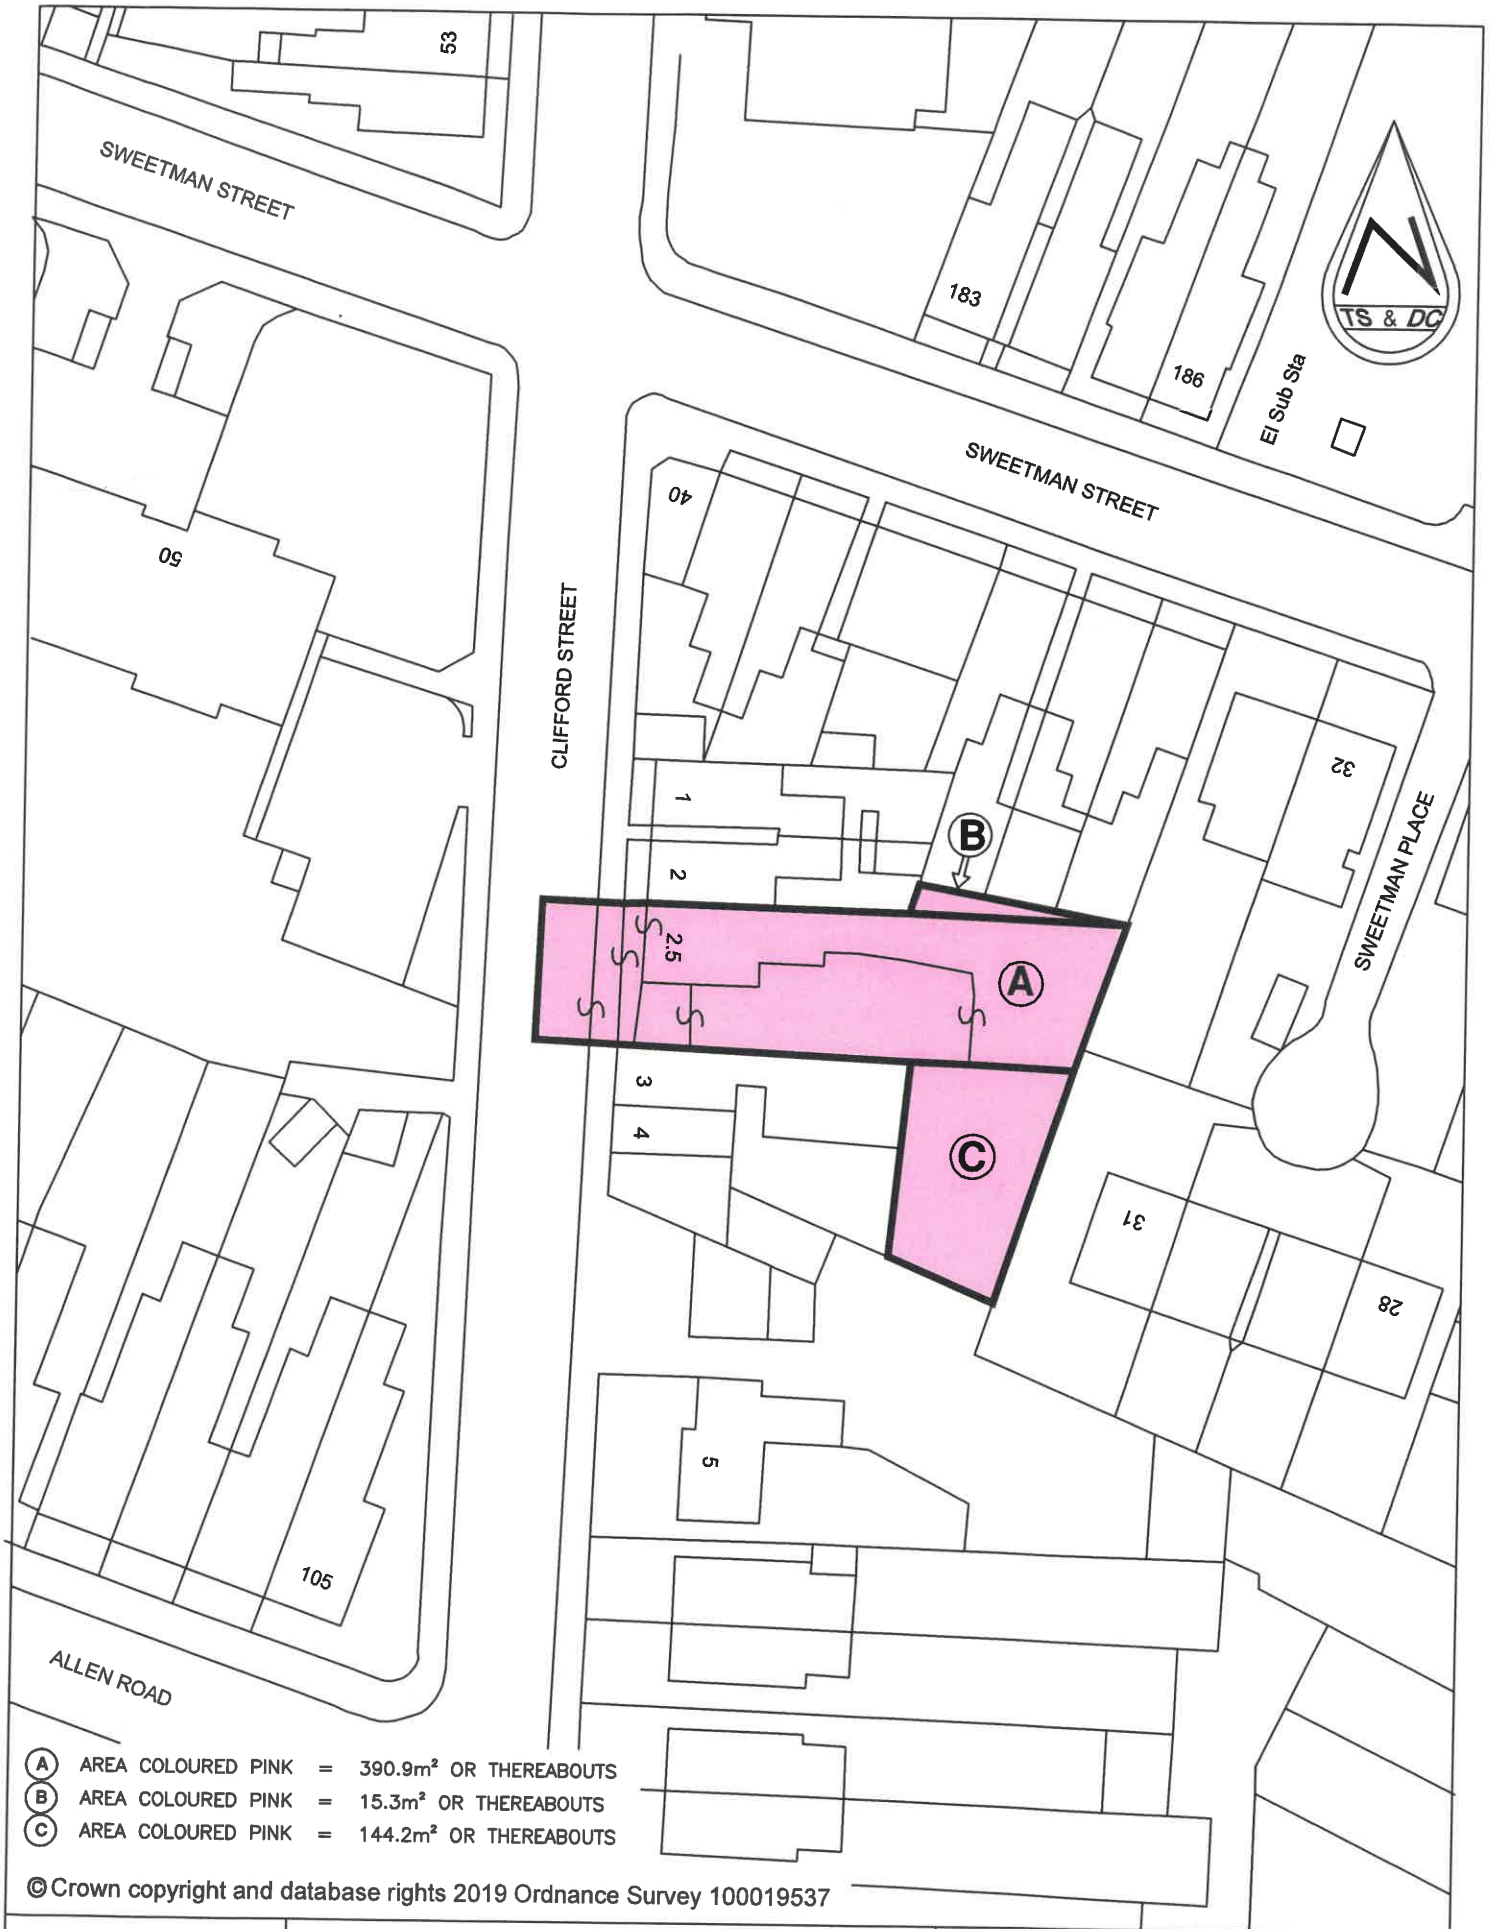 53
SWEETMAN STREET
183
186
El Sub Sta
N
TS & DC
SWEETMAN STREET
40
50
CLIFFORD STREET
32
SWEETMAN PLACE
1
2
B
2.5
A
3
4
C
31
28
5
105
ALLEN ROAD
A AREA COLOURED PINK = 390.9m² OR THEREABOUTS
B AREA COLOURED PINK = 15.3m² OR THEREABOUTS
C AREA COLOURED PINK = 144.2m² OR THEREABOUTS
© Crown copyright and database rights 2019 Ordnance Survey 100019537